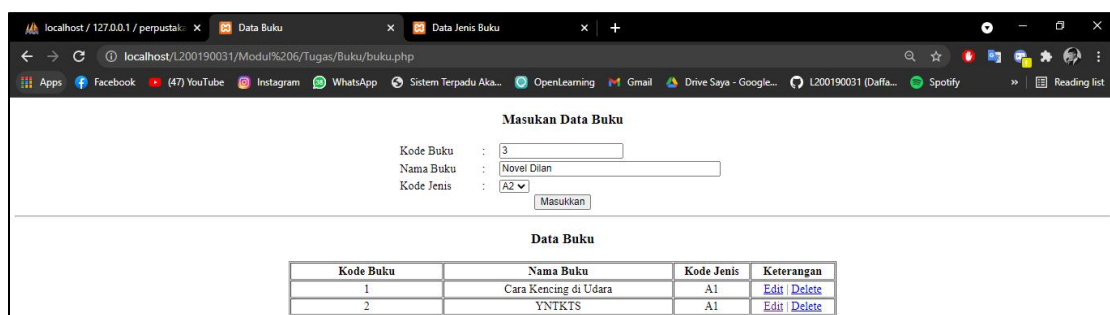 localhost / 127.0.0.1 / perpustaka Data Buku Data Jenis Buku
localhost/L200190031/Modul%206/Tugas/Buku/buku.php
Apps Facebook (47) YouTube Instagram WhatsApp Sistem Terpadu Aka... OpenLearning Gmail Drive Saya - Google... L200190031 (Daffa... Spotify » Reading list
Masukan Data Buku
Kode Buku : 3
Nama Buku : Novel Dilan
Kode Jenis : A2
Masukkan
Data Buku
Kode Buku Nama Buku Kode Jenis Keterangan
1 Cara Kencing di Udara A1 Edit | Delete
2 YNTKTS A1 Edit | Delete